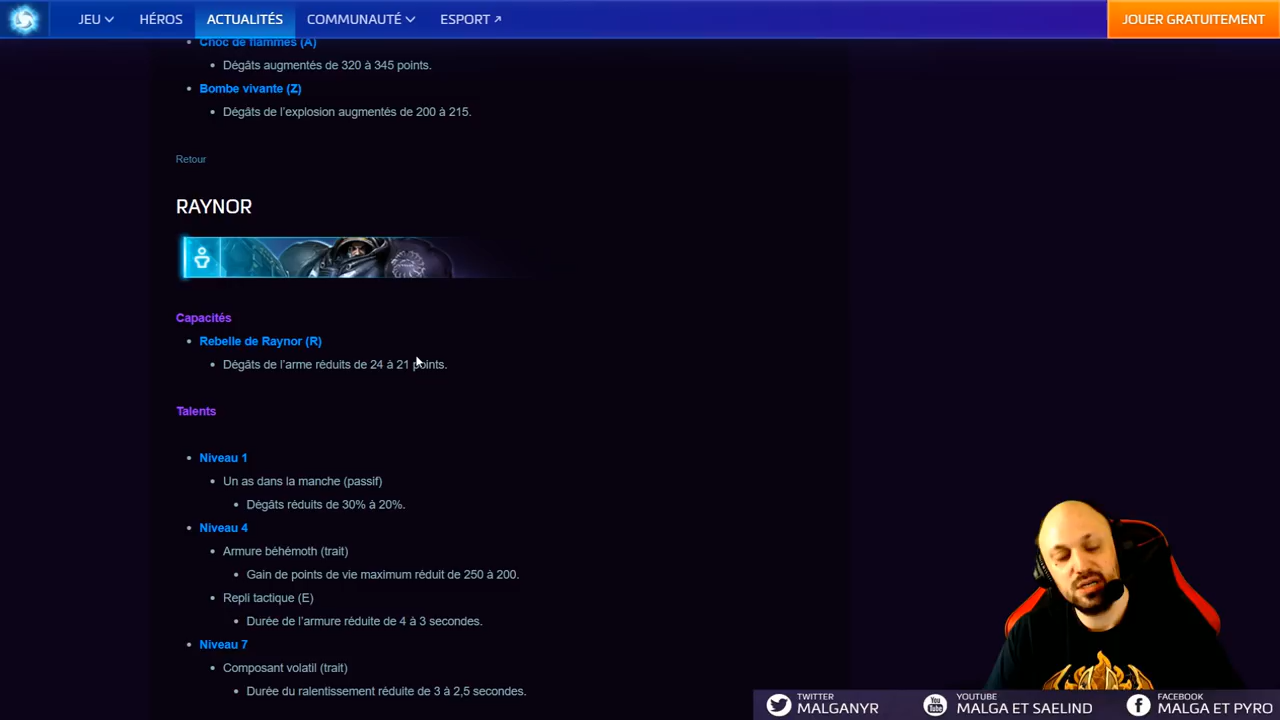 JEU
HÉROS
ACTUALITÉS
COMMUNAUTÉ
ESPORT
JOUER GRATUITEMENT
Choc de flammes (A)
Dégâts augmentés de 320 à 345 points.
Bombe vivante (Z)
Dégâts de l’explosion augmentés de 200 à 215.
Retour
RAYNOR
Capacités
Rebelle de Raynor (R)
Dégâts de l’arme réduits de 24 à 21 points.
Talents
Niveau 1
Un as dans la manche (passif)
Dégâts réduits de 30% à 20%.
Niveau 4
Armure béhémoth (trait)
Gain de points de vie maximum réduit de 250 à 200.
Repli tactique (E)
Durée de l’armure réduite de 4 à 3 secondes.
Niveau 7
Composant volatil (trait)
Durée du ralentissement réduite de 3 à 2,5 secondes.
TWITTER
MALGANYR
YOUTUBE
MALGA ET SAELIND
FACEBOOK
MALGA ET PYRO